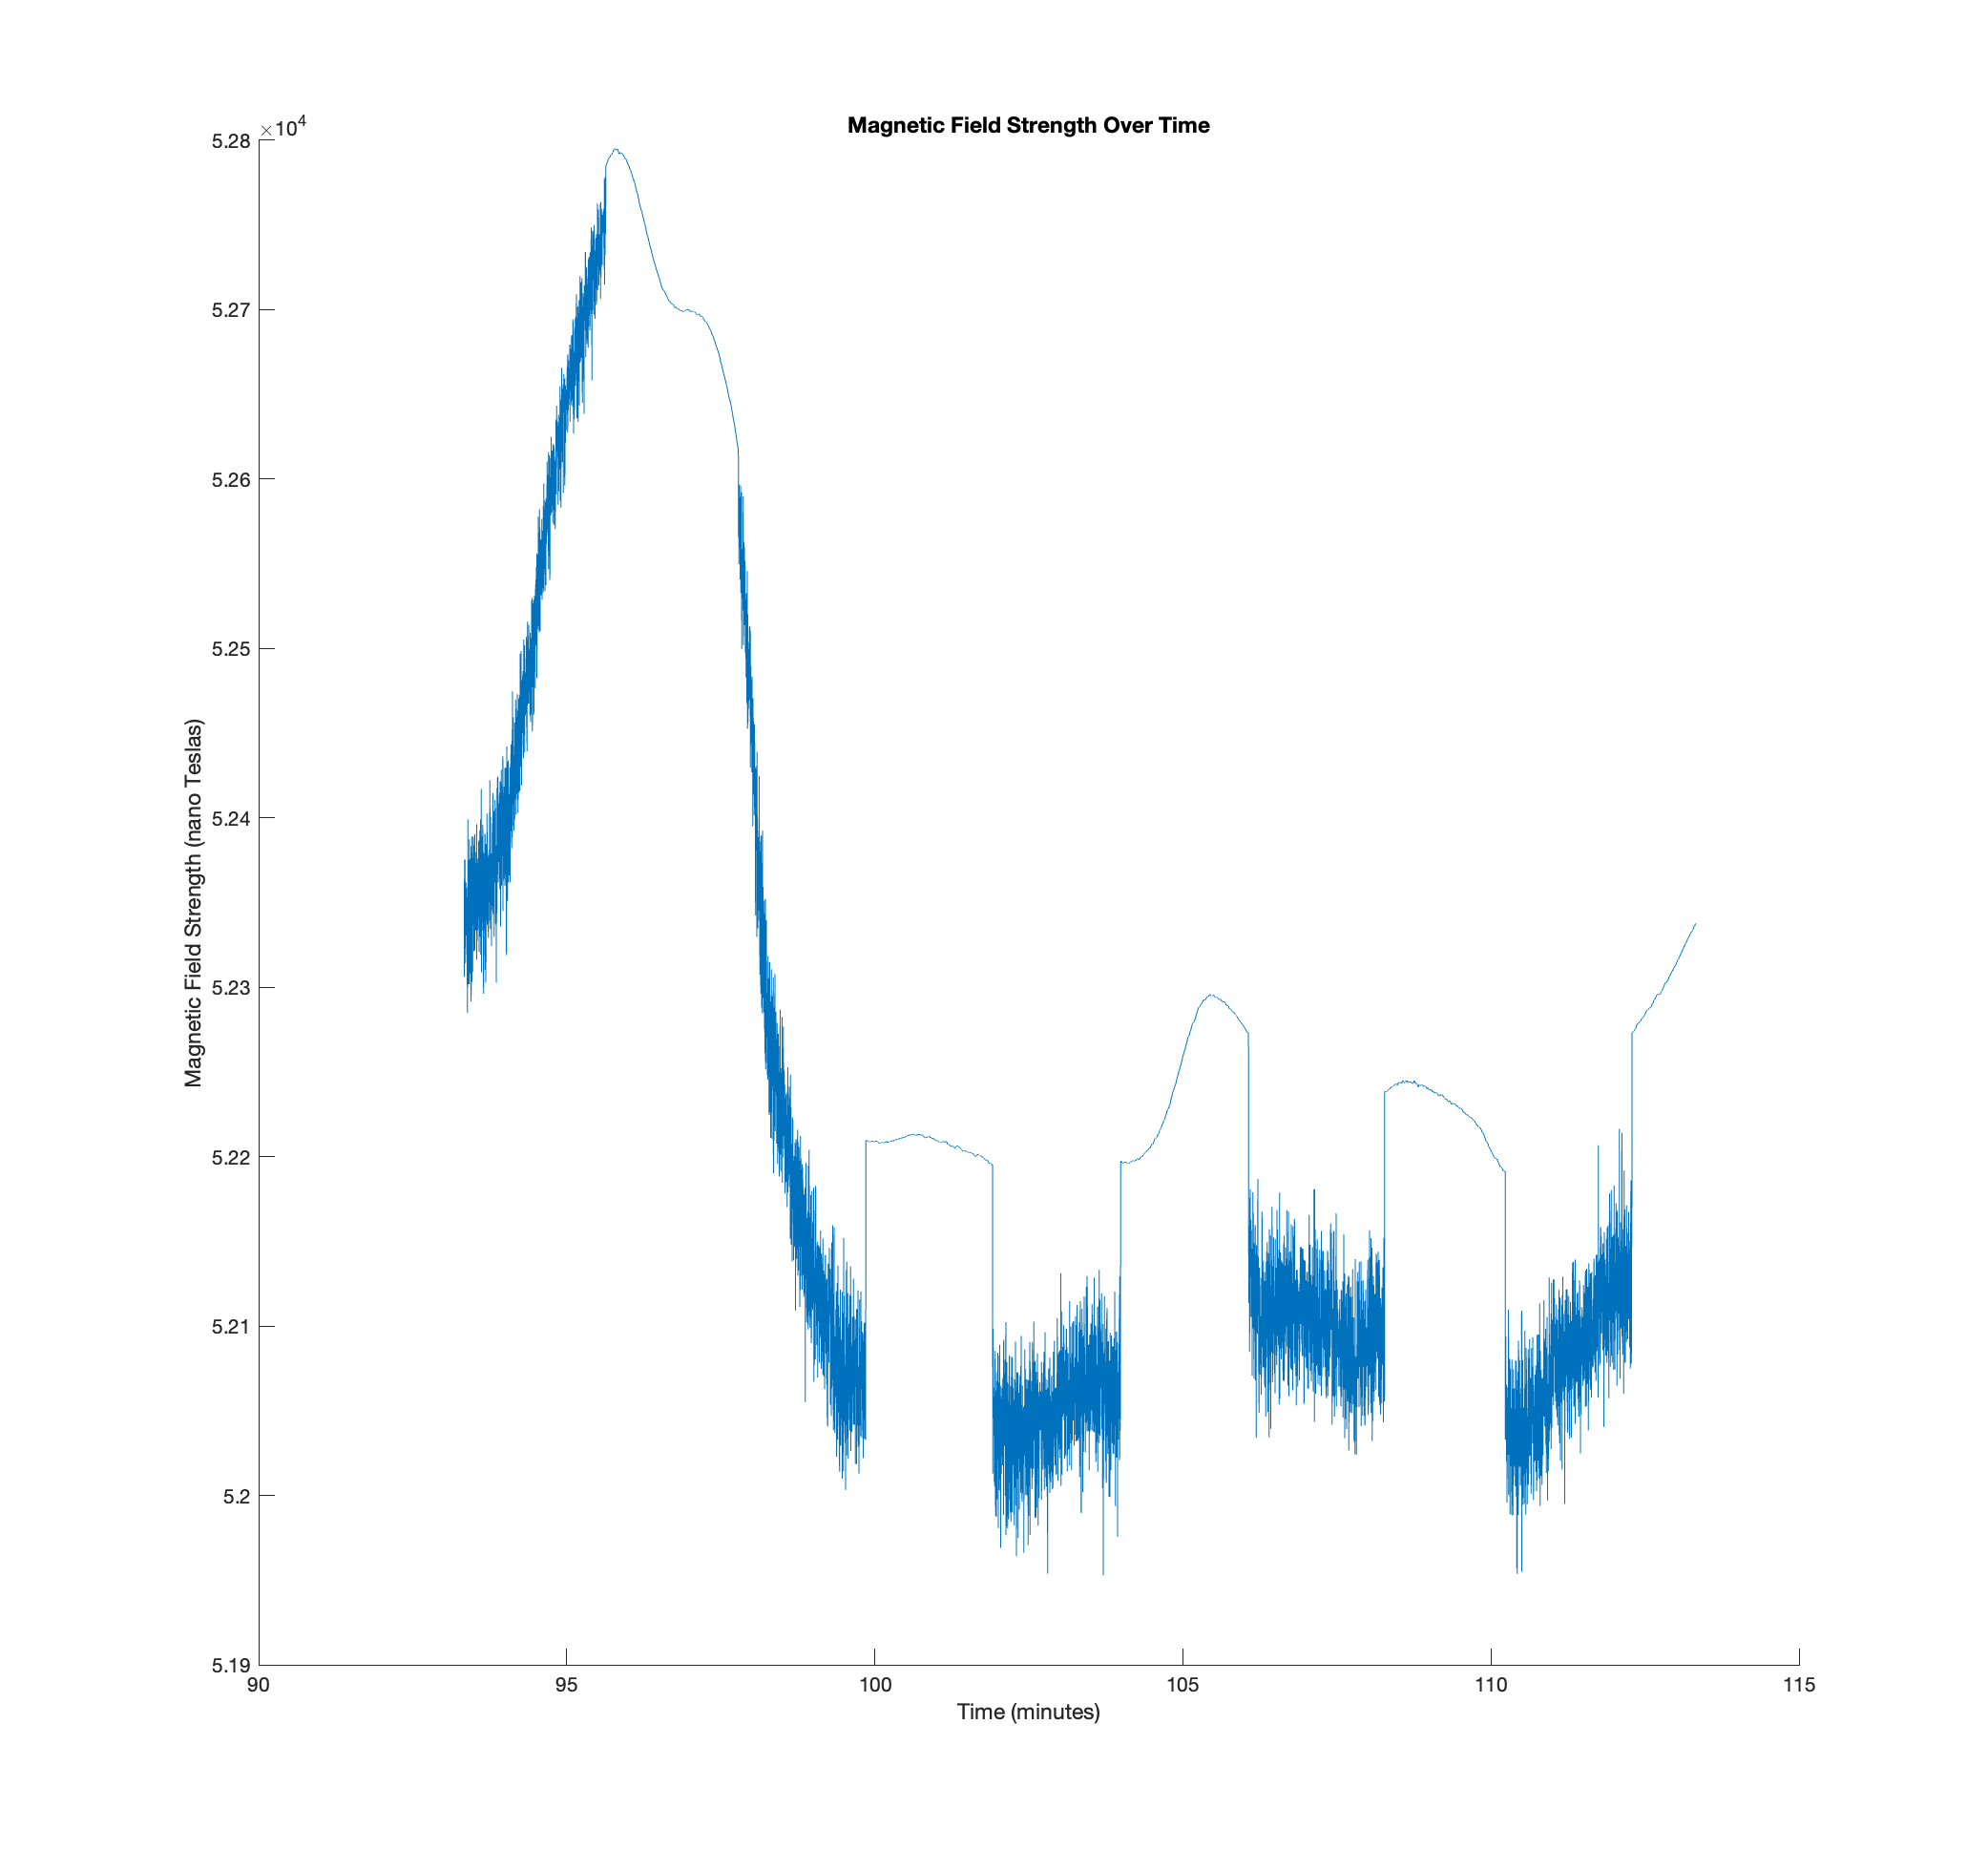 Magnetic Field Strength Over Time
×10⁴
5.28
5.27
5.26
5.25
5.24
5.23
5.22
5.21
5.2
5.19
Magnetic Field Strength (nano Teslas)
90 95 100 105 110 115
Time (minutes)